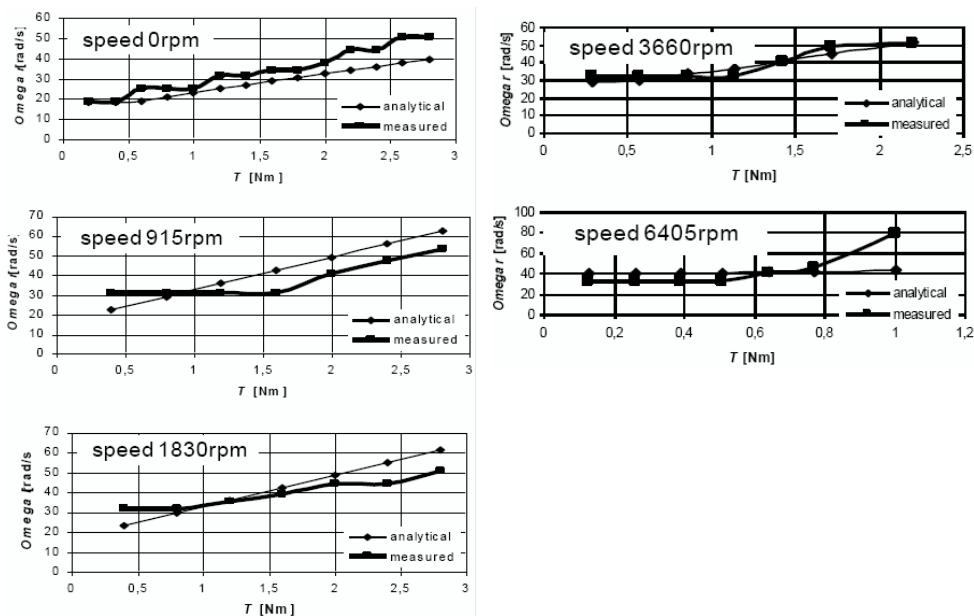 speed 0rpm
Omega r[rad/s]
60
50
40
30
20
10
0
0 0,5 1 1,5 2 2,5 3
T [Nm]
analytical
measured
speed 915rpm
Omega r[rad/s]
70
60
50
40
30
20
10
0
0 0,5 1 1,5 2 2,5 3
T [Nm]
analytical
measured
speed 1830rpm
Omega r[rad/s
70
60
50
40
30
20
10
0
0 0,5 1 1,5 2 2,5 3
T [Nm]
analytical
measured
speed 3660rpm
Omega r [rad/s]
60
50
40
30
20
10
0
0 0,5 1 1,5 2 2,5
T [Nm]
analytical
measured
speed 6405rpm
Omega r [rad/s]
100
80
60
40
20
0
0 0,2 0,4 0,6 0,8 1 1,2
T [Nm]
analytical
measured